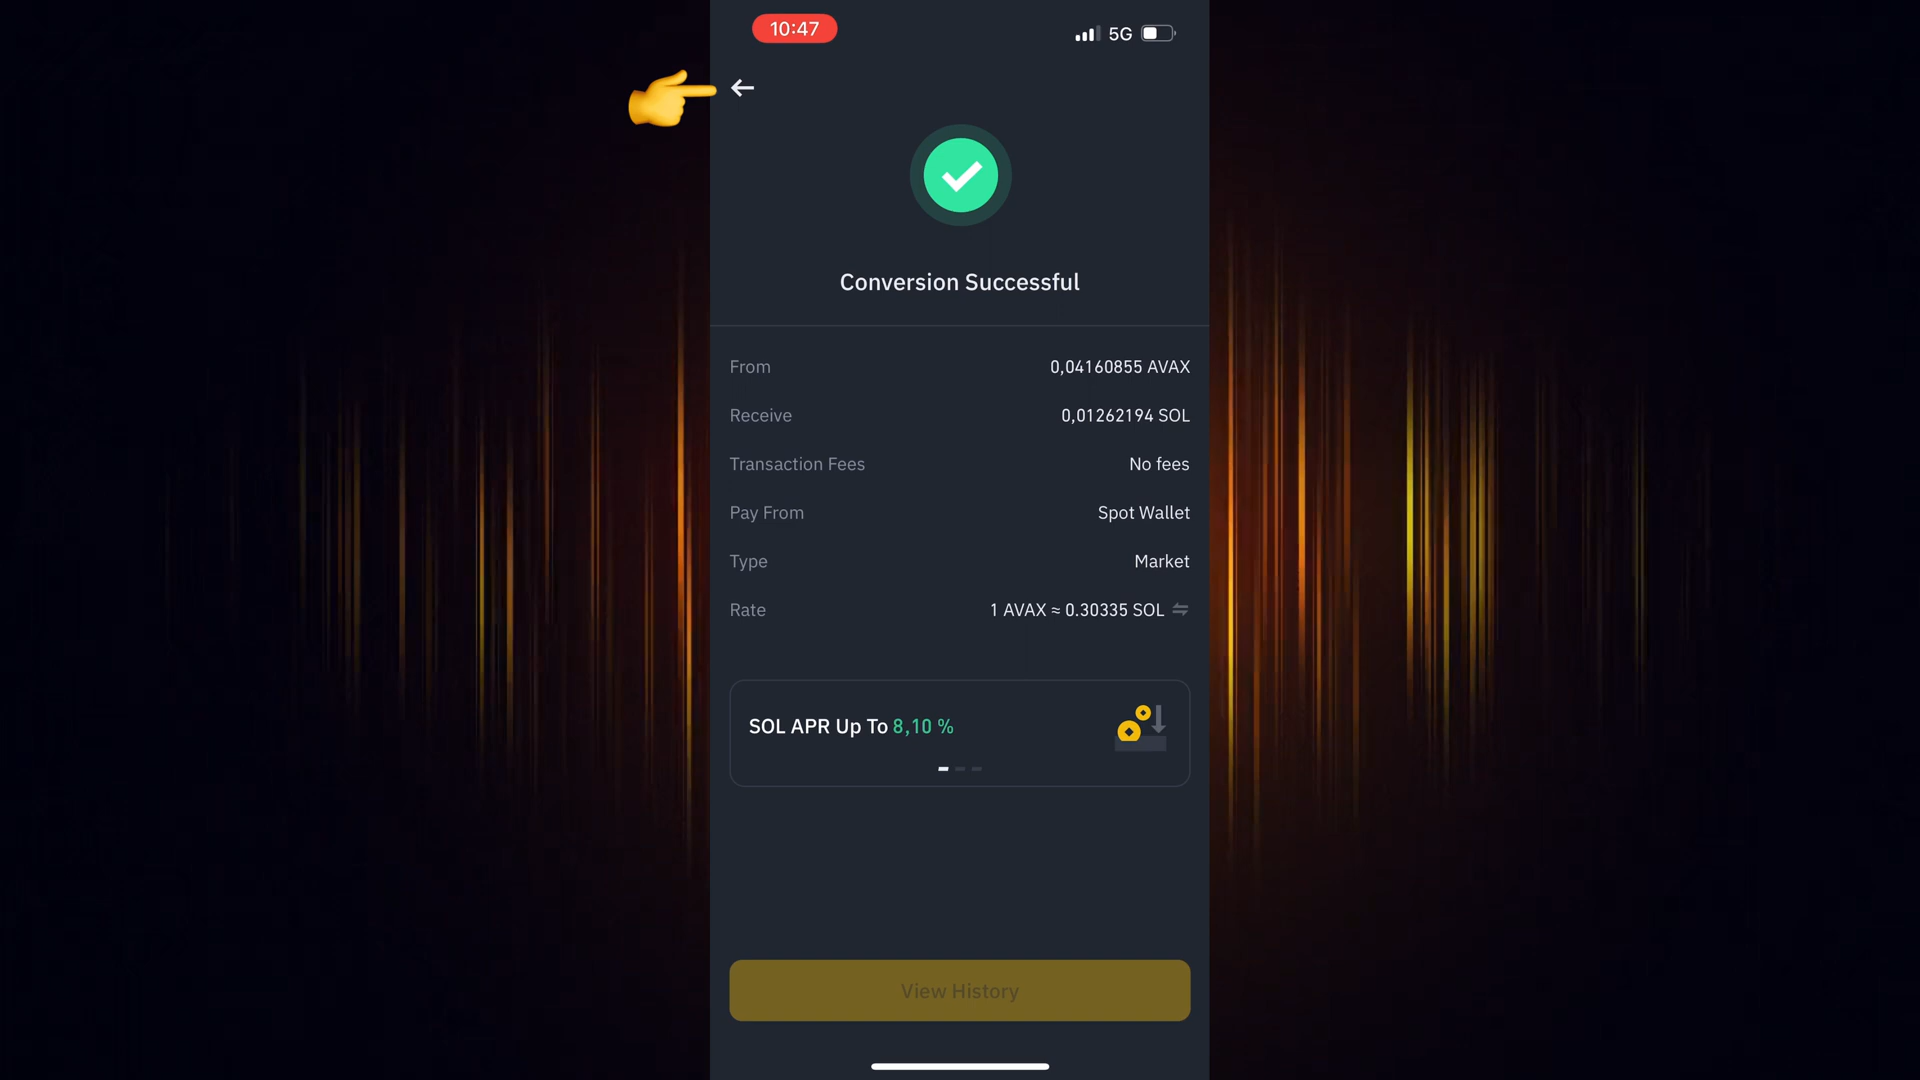 10:47
5G
Conversion Successful
From 0,04160855 AVAX
Receive 0,01262194 SOL
Transaction Fees No fees
Pay From Spot Wallet
Type Market
Rate 1 AVAX ≈ 0.30335 SOL
SOL APR Up To 8,10 %
View History